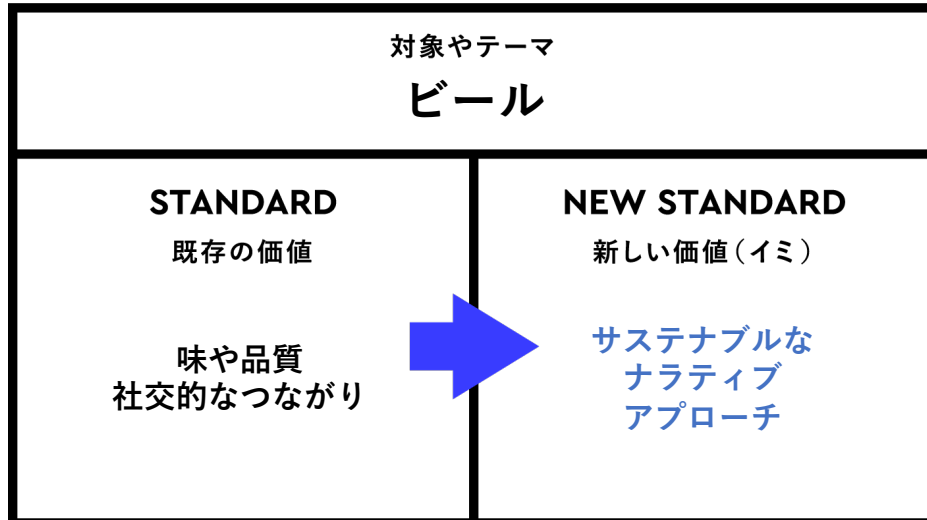 対象やテーマ
ビール
STANDARD
既存の価値
味や品質
社交的なつながり
NEW STANDARD
新しい価値（イミ）
サステナブルな
ナラティブ
アプローチ